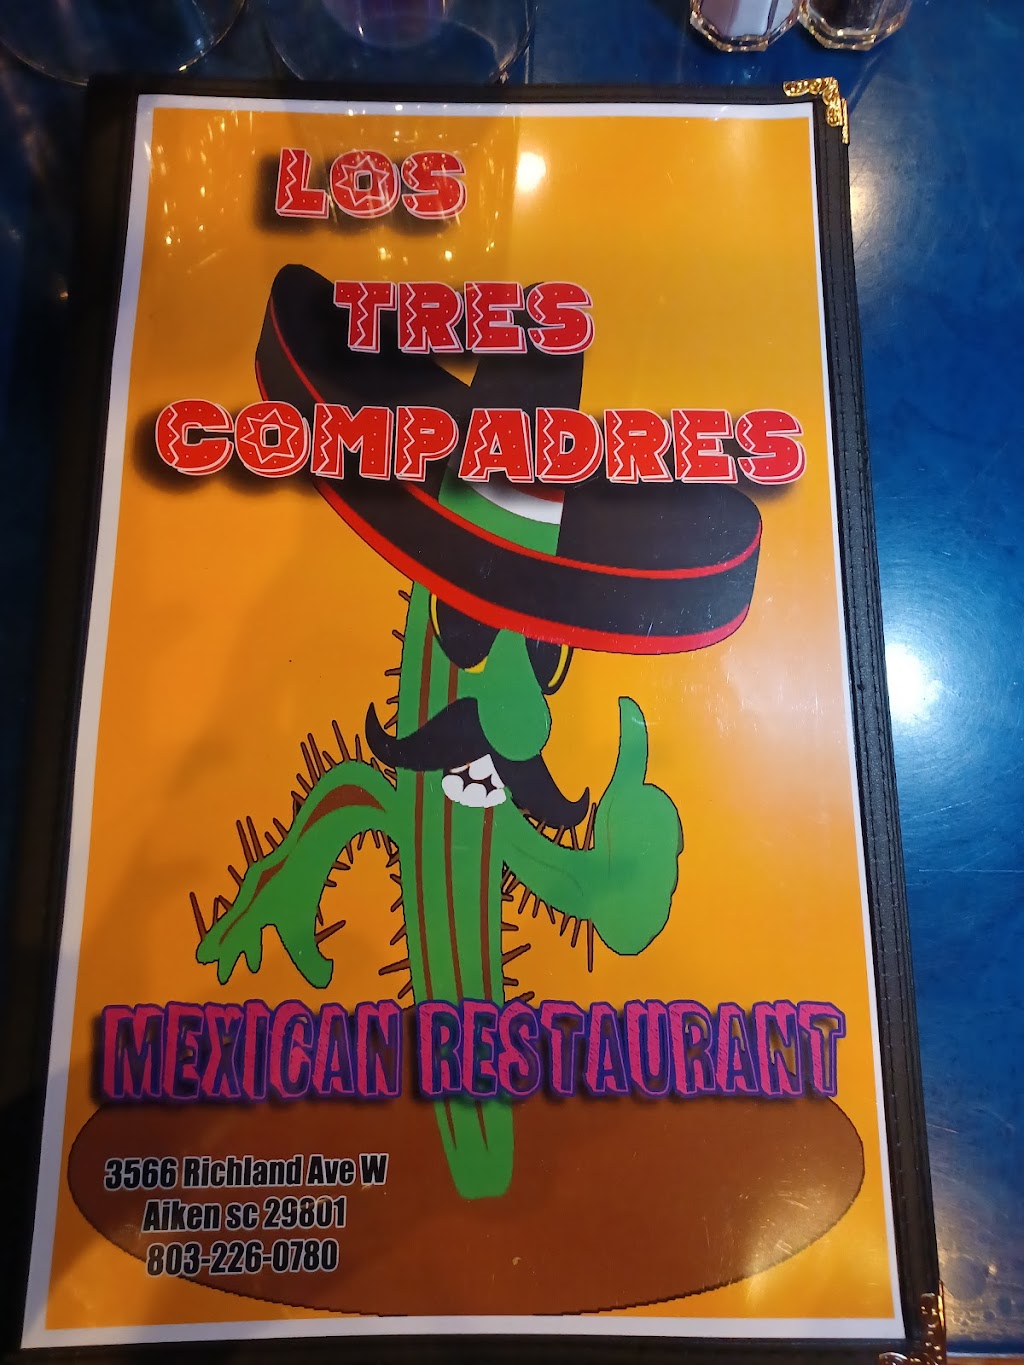 LOS
TRES
COMPADRES
MEXICAN RESTAURANT
3566 Richland Ave W
Aiken sc 29801
803-226-0780